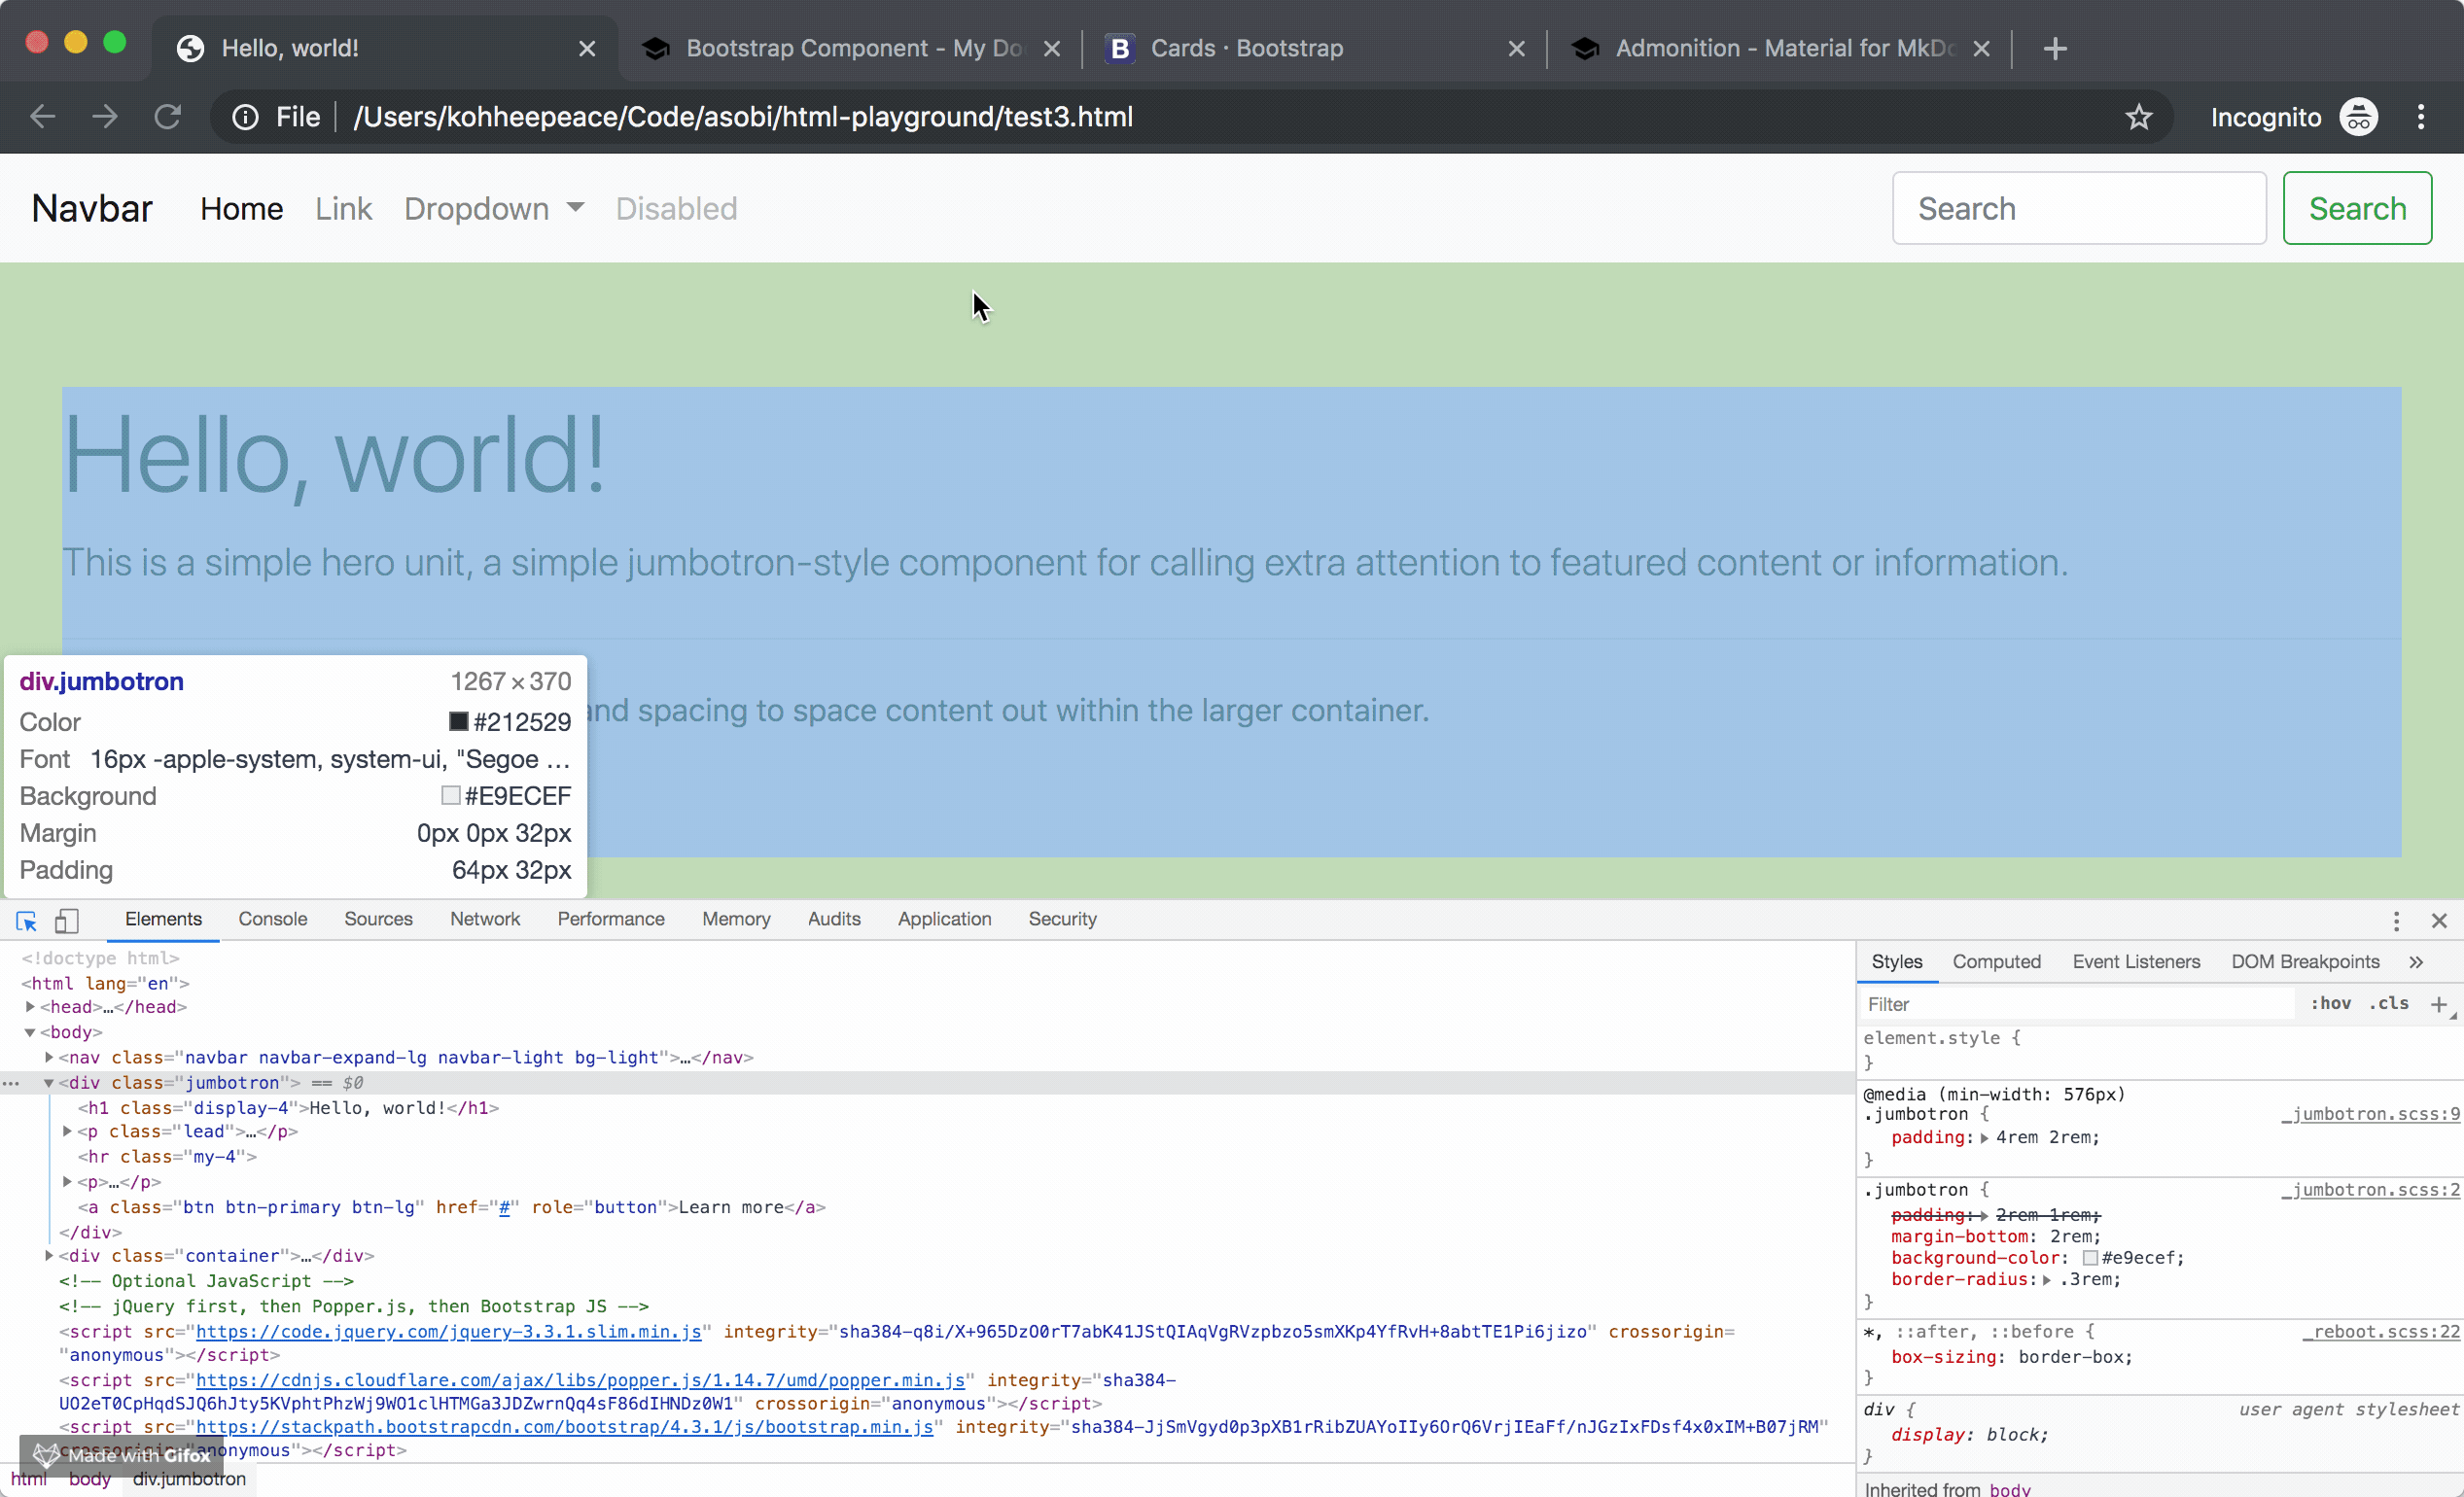 Hello, world!
Bootstrap Component - My Do
Cards · Bootstrap
Admonition - Material for MkDo
File
/Users/kohheepeace/Code/asobi/html-playground/test3.html
Incognito
Navbar Home Link Dropdown Disabled
Search
Search
Hello, world!
This is a simple hero unit, a simple jumbotron-style component for calling extra attention to featured content or information.
and spacing to space content out within the larger container.
div.jumbotron 1267×370
Color #212529
Font 16px -apple-system, system-ui, "Segoe …
Background #E9ECEF
Margin 0px 0px 32px
Padding 64px 32px
Elements Console Sources Network Performance Memory Audits Application Security
<!doctype html>
<html lang="en">
<head>…</head>
<body>
<nav class="navbar navbar-expand-lg navbar-light bg-light">…</nav>
… <div class="jumbotron"> == $0
<h1 class="display-4">Hello, world!</h1>
<p class="lead">…</p>
<hr class="my-4">
<p>…</p>
<a class="btn btn-primary btn-lg" href="#" role="button">Learn more</a>
</div>
<div class="container">…</div>
<!-- Optional JavaScript -->
<!-- jQuery first, then Popper.js, then Bootstrap JS -->
<script src="https://code.jquery.com/jquery-3.3.1.slim.min.js" integrity="sha384-q8i/X+965DzO0rT7abK41JStQIAqVgRVzpbzo5smXKp4YfRvH+8abtTE1Pi6jizo" crossorigin=
"anonymous"></script>
<script src="https://cdnjs.cloudflare.com/ajax/libs/popper.js/1.14.7/umd/popper.min.js" integrity="sha384-
UO2eT0CpHqdSJQ6hJty5KVphtPhzWj9WO1clHTMGa3JDZwrnQq4sF86dIHNDz0W1" crossorigin="anonymous"></script>
<script src="https://stackpath.bootstrapcdn.com/bootstrap/4.3.1/js/bootstrap.min.js" integrity="sha384-JjSmVgyd0p3pXB1rRibZUAYoIIy6OrQ6VrjIEaFf/nJGzIxFDsf4x0xIM+B07jRM"
crossorigin="anonymous"></script>
Made with Gifox
html body div.jumbotron
Styles Computed Event Listeners DOM Breakpoints »
Filter :hov .cls +
element.style {
}
@media (min-width: 576px)
.jumbotron { _jumbotron.scss:9
padding: 4rem 2rem;
}
.jumbotron { _jumbotron.scss:2
padding: 2rem 1rem;
margin-bottom: 2rem;
background-color: #e9ecef;
border-radius: .3rem;
}
*, ::after, ::before { _reboot.scss:22
box-sizing: border-box;
}
div { user agent stylesheet
display: block;
}
Inherited from body